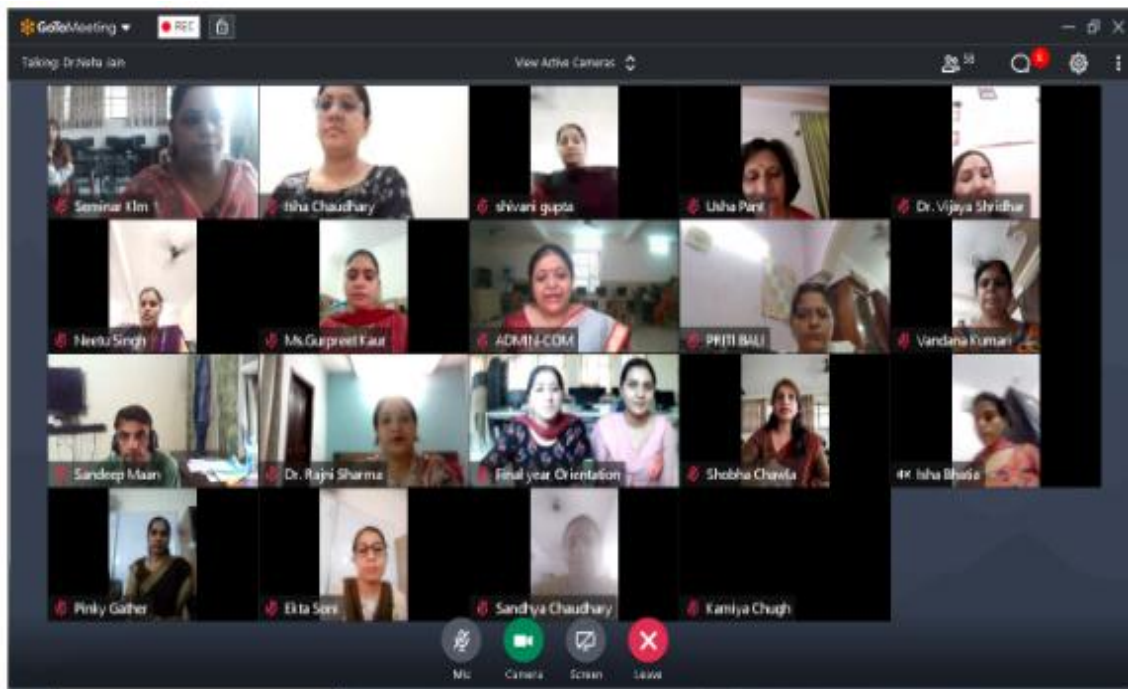 GoToMeeting
REC
Talking: Dr.Neha Jain
View Active Cameras
58
6
Seminar Klm
Isha Chaudhary
shivani gupta
Usha Pant
Dr. Vijaya Shridhar
Neetu Singh
Ms.Gurpreet Kaur
ADMIN-COM
PRITI BALI
Vandana Kumari
Sandeep Maan
Dr. Rajni Sharma
Final year Orientation
Shobha Chawla
Isha Bhatia
Pinky Gather
Ekta Soni
Sandhya Chaudhary
Kamiya Chugh
Mic
Camera
Screen
Leave